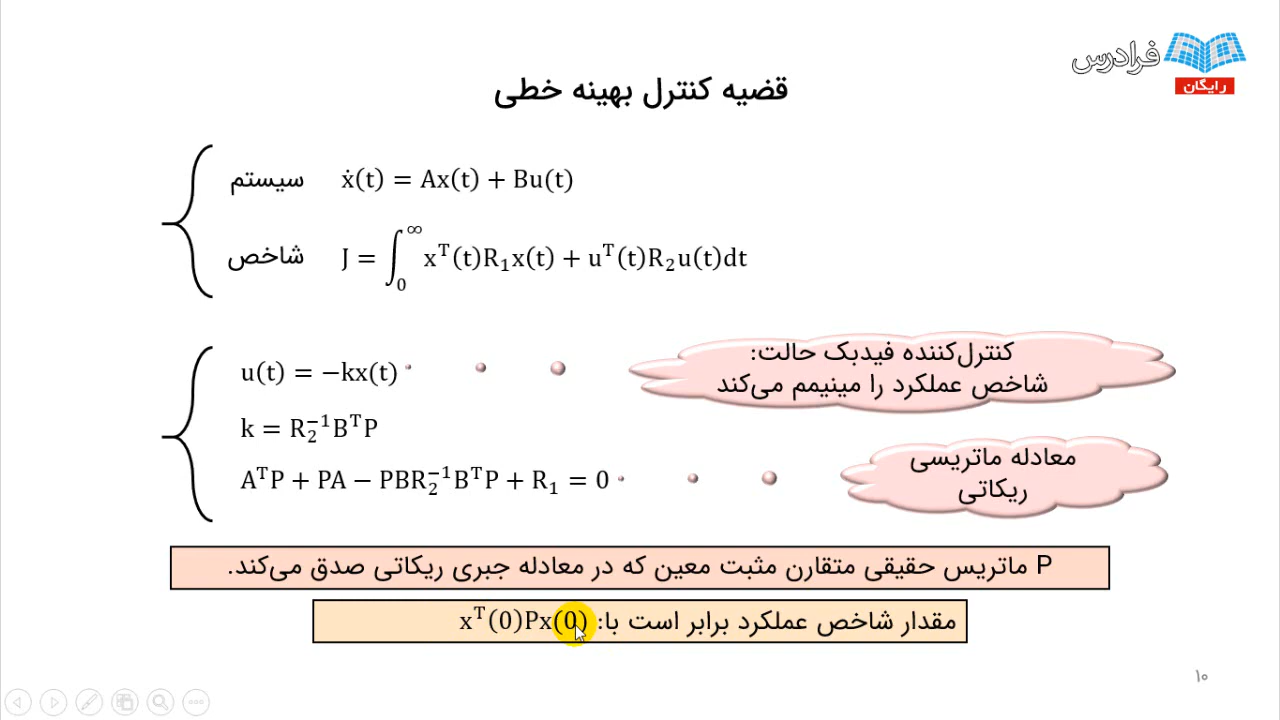 فرادرس
رایگان
قضیه کنترل بهینه خطی
سیستم ẋ(t) = Ax(t) + Bu(t)
شاخص J = ∫₀^∞ xᵀ(t)R₁x(t) + uᵀ(t)R₂u(t)dt
u(t) = −kx(t)
کنترل‌کننده فیدبک حالت:
شاخص عملکرد را مینیمم می‌کند
k = R₂⁻¹BᵀP
AᵀP + PA − PBR₂⁻¹BᵀP + R₁ = 0
معادله ماتریسی
ریکاتی
P ماتریس حقیقی متقارن مثبت معین که در معادله جبری ریکاتی صدق می‌کند.
مقدار شاخص عملکرد برابر است با: xᵀ(0)Px(0)
۱۰